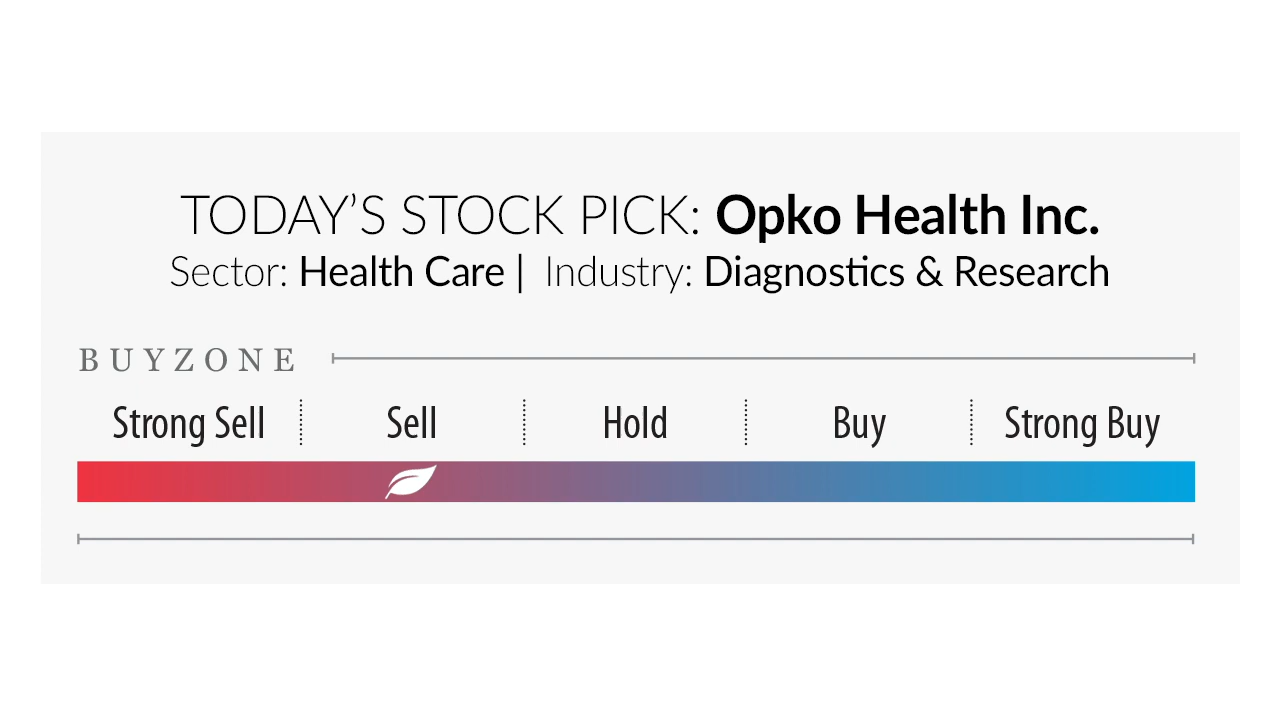 TODAY’S STOCK PICK: Opko Health Inc.
Sector: Health Care | Industry: Diagnostics & Research
BUYZONE
Strong Sell Sell Hold Buy Strong Buy